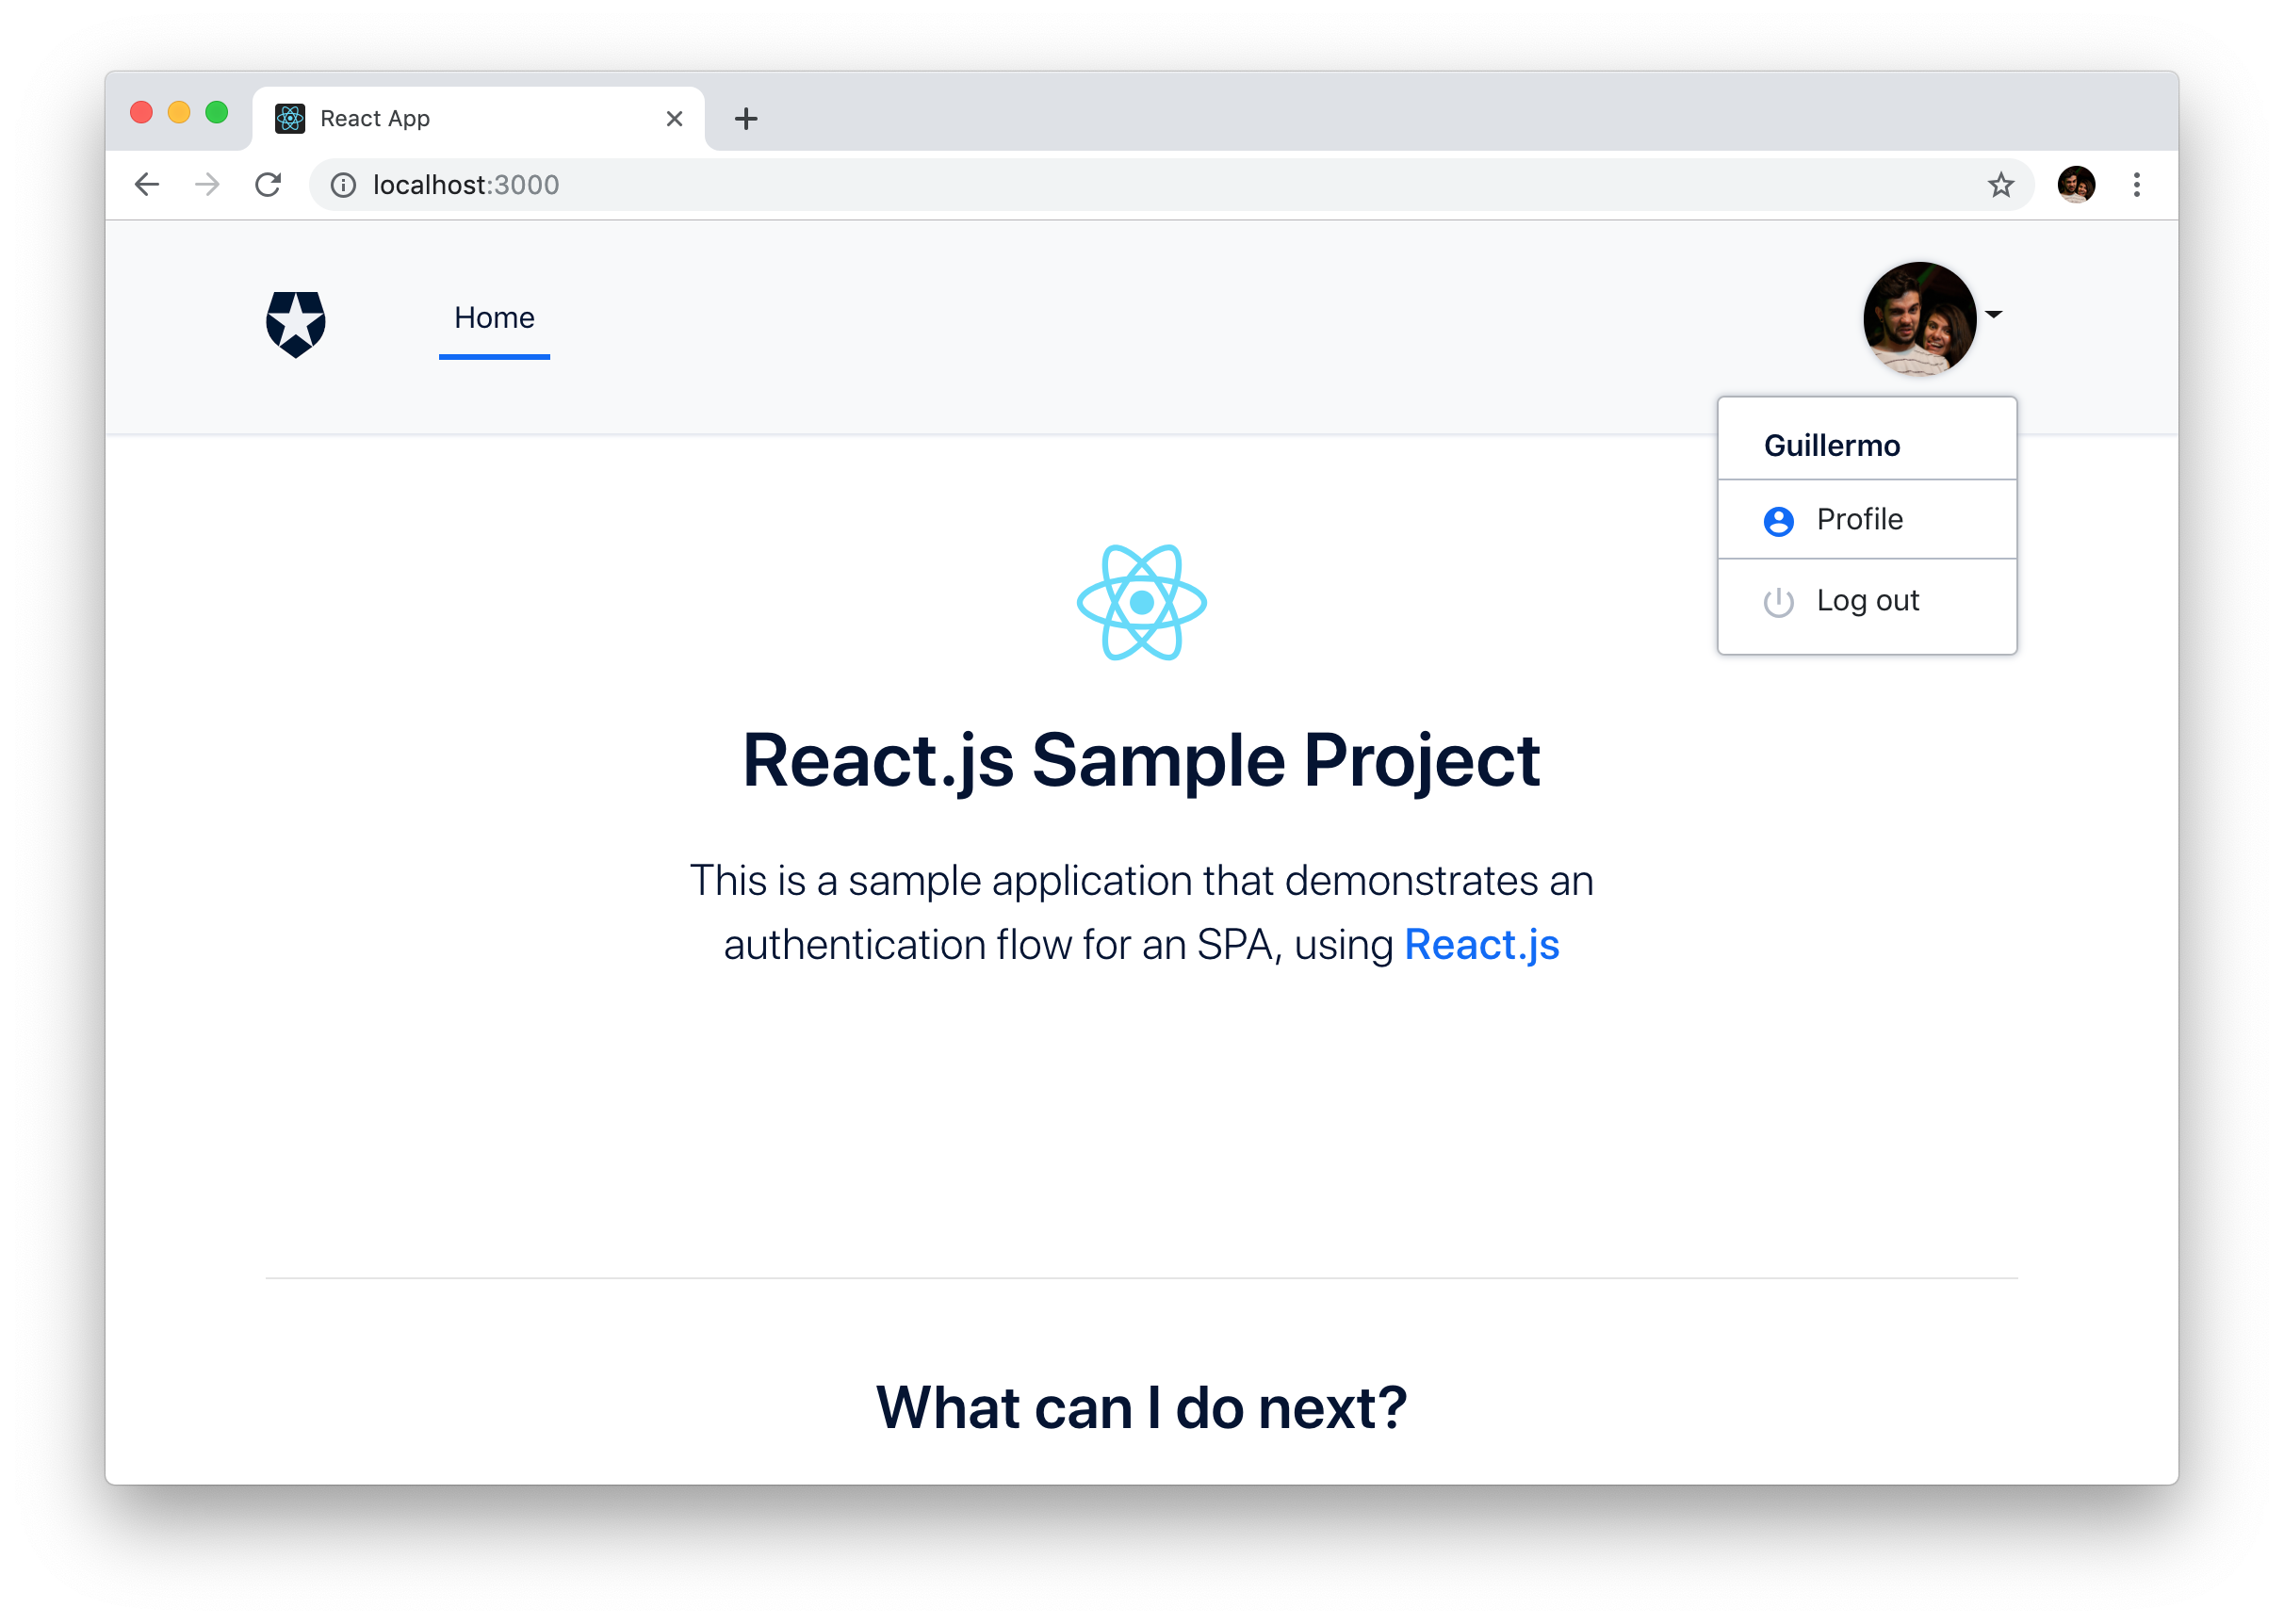 React App
localhost:3000
Home
Guillermo
Profile
Log out
React.js Sample Project
This is a sample application that demonstrates an
authentication flow for an SPA, using React.js
What can I do next?